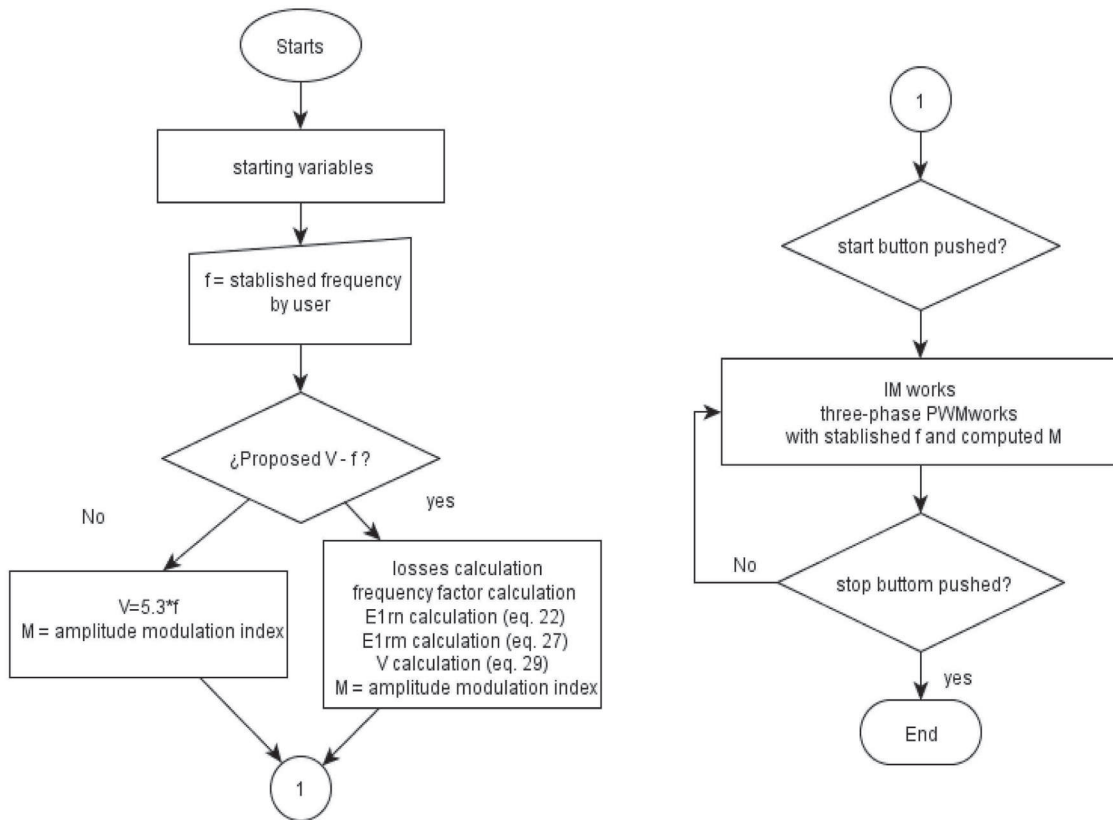 Starts
starting variables
f = stablished frequency
by user
¿Proposed V - f ?
No
yes
V=5.3*f
M = amplitude modulation index
losses calculation
frequency factor calculation
E1rn calculation (eq. 22)
E1rm calculation (eq. 27)
V calculation (eq. 29)
M = amplitude modulation index
1
1
start button pushed?
IM works
three-phase PWMworks
with stablished f and computed M
No
stop buttom pushed?
yes
End